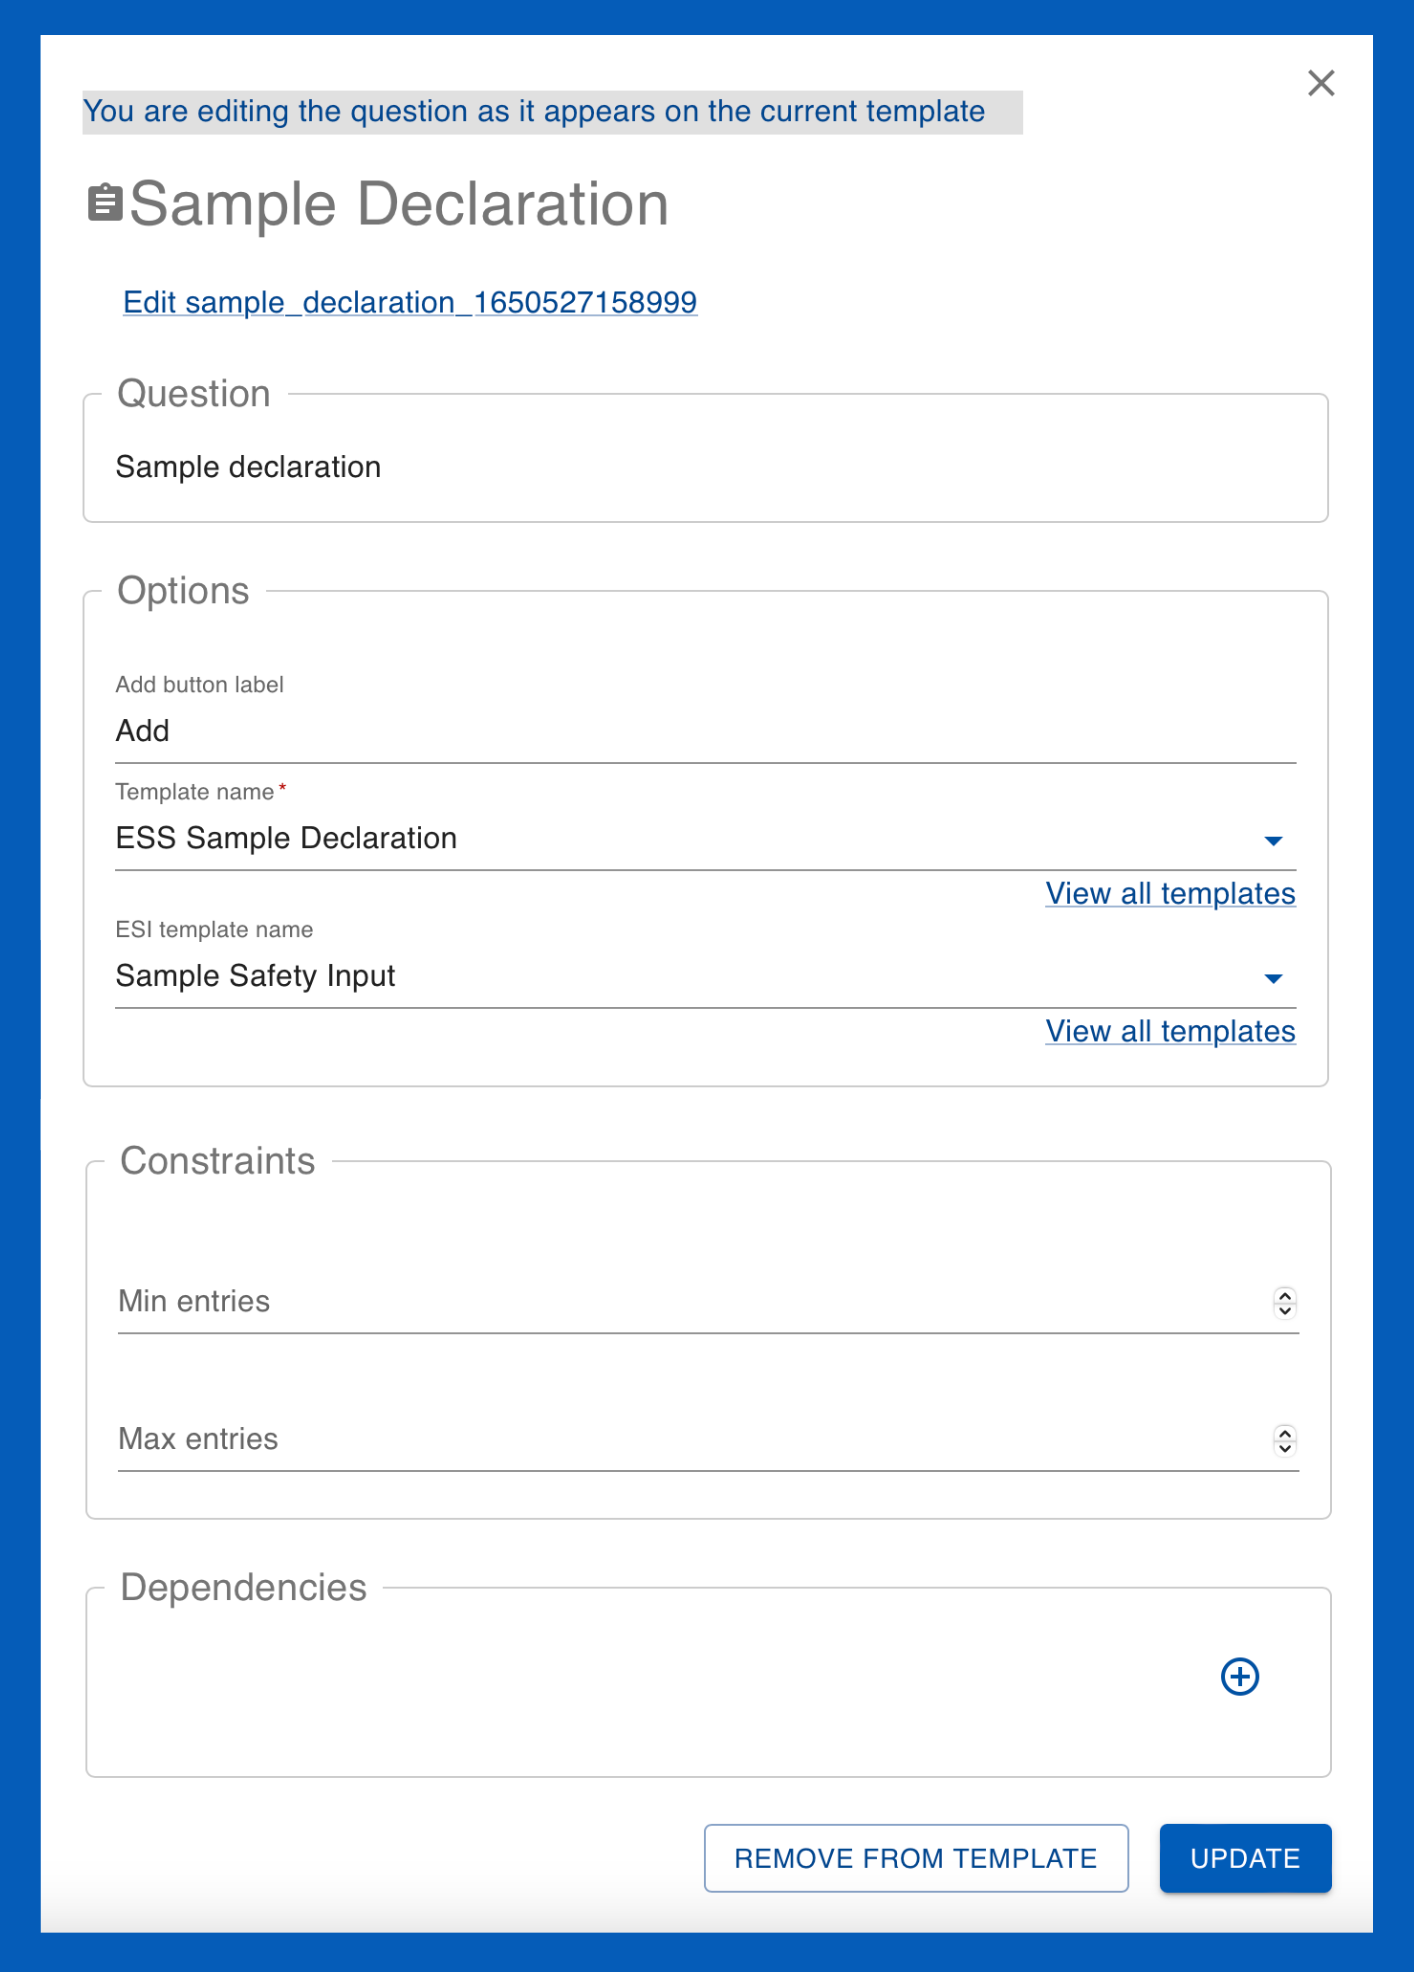 You are editing the question as it appears on the current template
Sample Declaration
Edit sample_declaration_1650527158999
Question
Sample declaration
Options
Add button label
Add
Template name*
ESS Sample Declaration
View all templates
ESI template name
Sample Safety Input
View all templates
Constraints
Min entries
Max entries
Dependencies
REMOVE FROM TEMPLATE
UPDATE